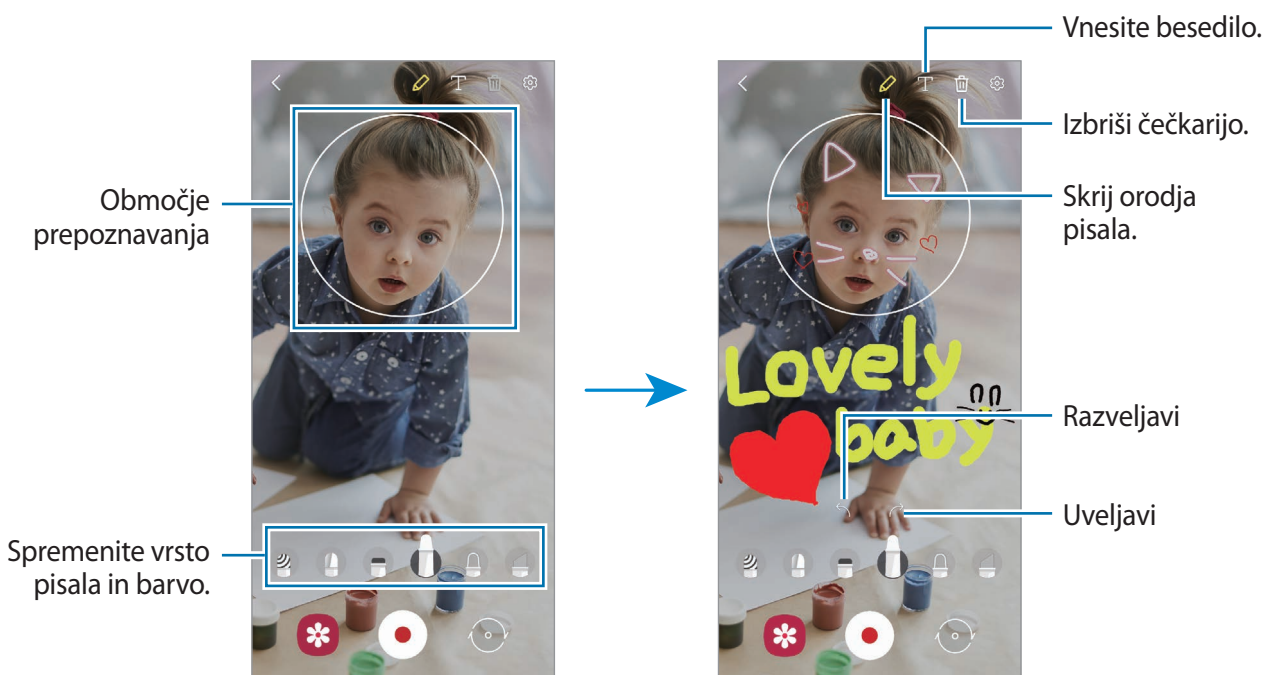 Vnesite besedilo.
Izbriši čečkarijo.
Območje
prepoznavanja
Skrij orodja
pisala.
Lovely
baby
Razveljavi
Uveljavi
Spremenite vrsto
pisala in barvo.